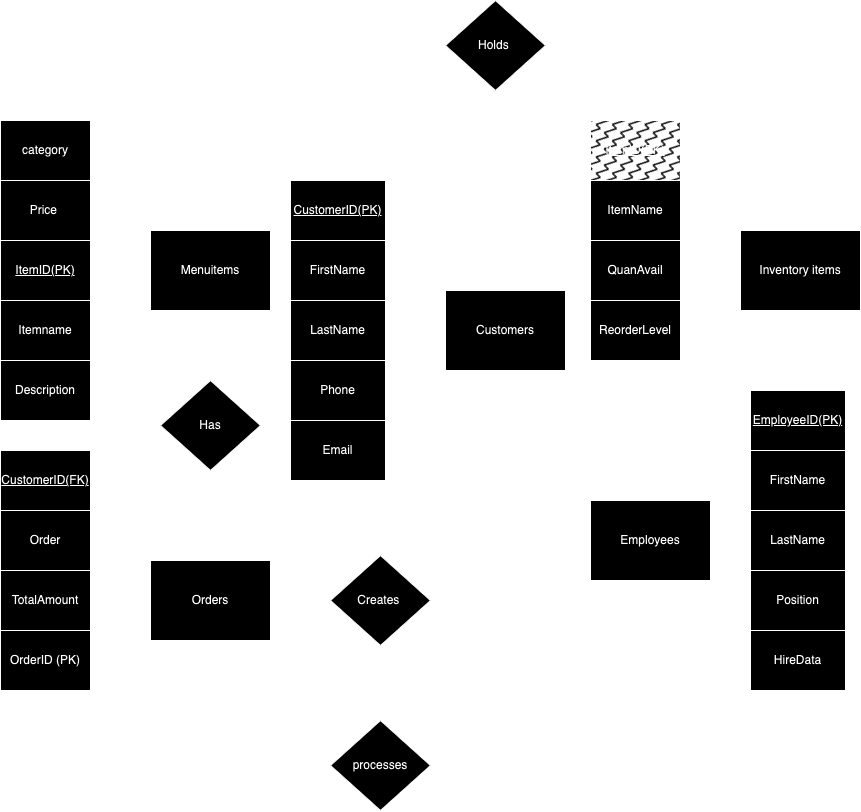 Holds
category
Price
ItemID(PK)
Itemname
Description
Menuitems
CustomerID(PK)
FirstName
LastName
Phone
Email
Customers
ItemName
QuanAvail
ReorderLevel
Inventory items
Has
CustomerID(FK)
Order
TotalAmount
OrderID (PK)
Orders
Creates
Employees
EmployeeID(PK)
FirstName
LastName
Position
HireData
processes